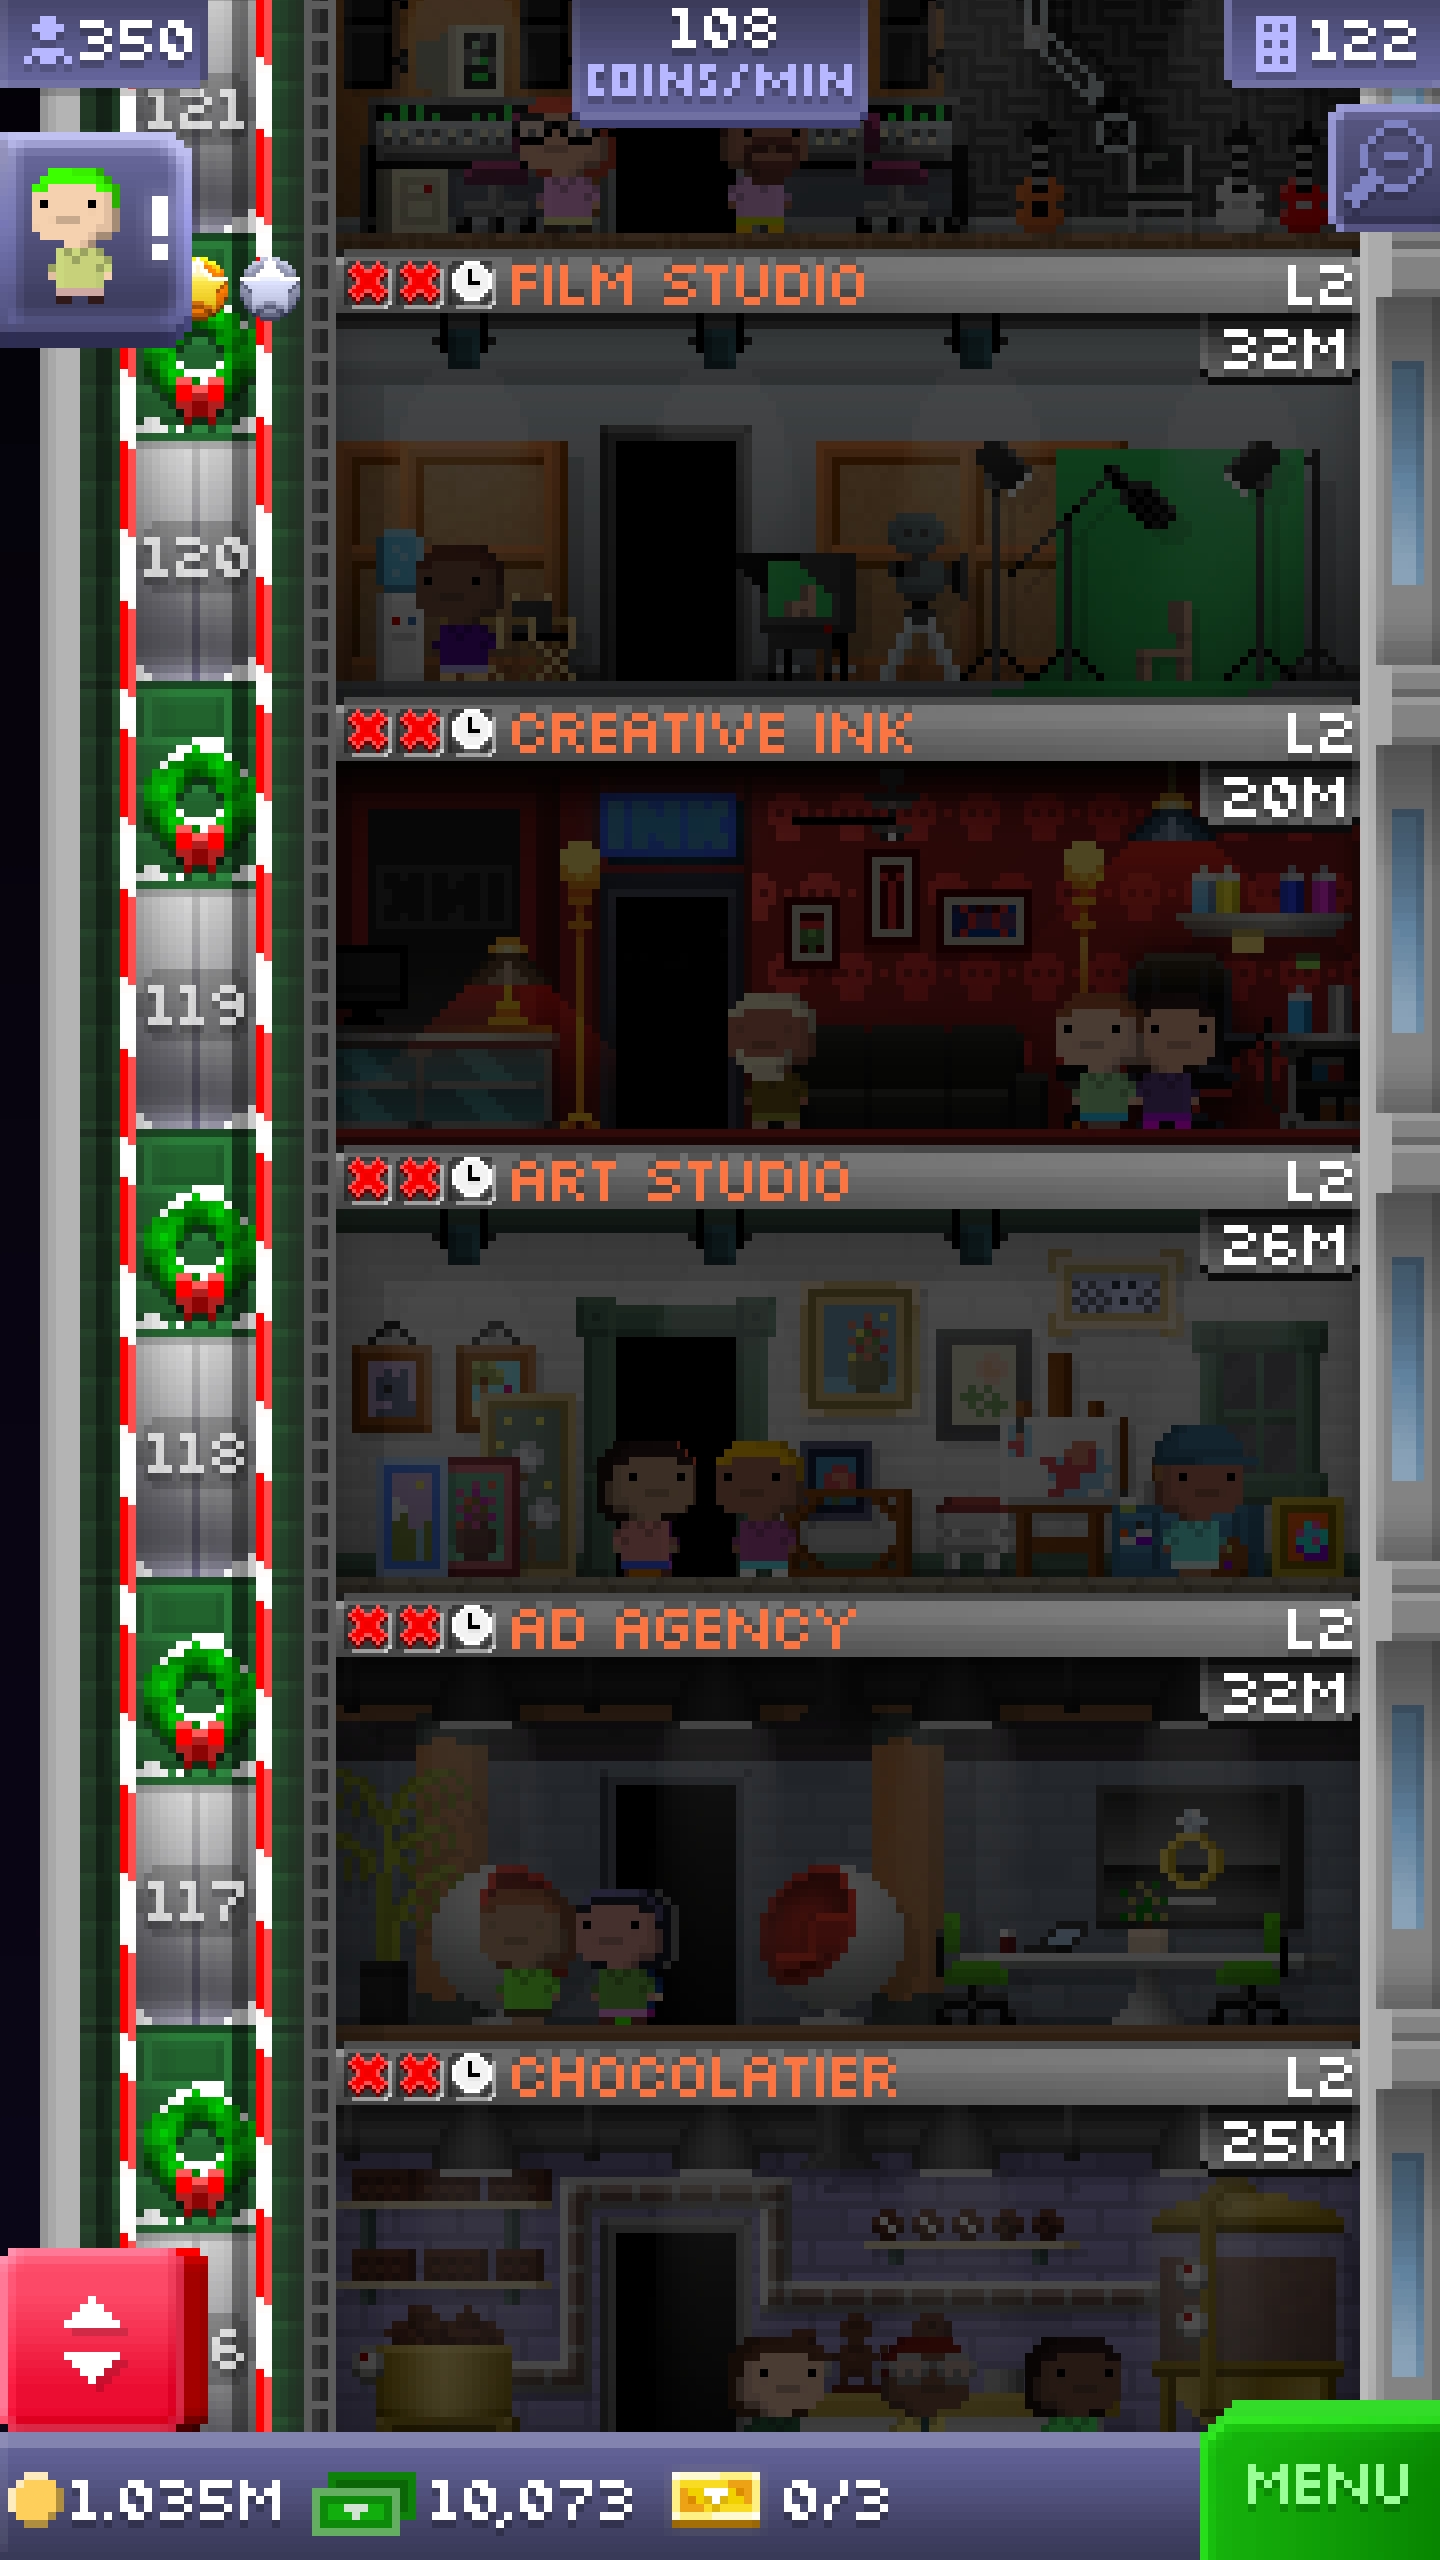 350
108
COINS/MIN
122
121
!
FILM STUDIO
L2
32M
120
CREATIVE INK
L2
20M
INK
119
ART STUDIO
L2
26M
118
AD AGENCY
L2
32M
117
CHOCOLATIER
L2
25M
6
1.035M
10,073
0/3
MENU